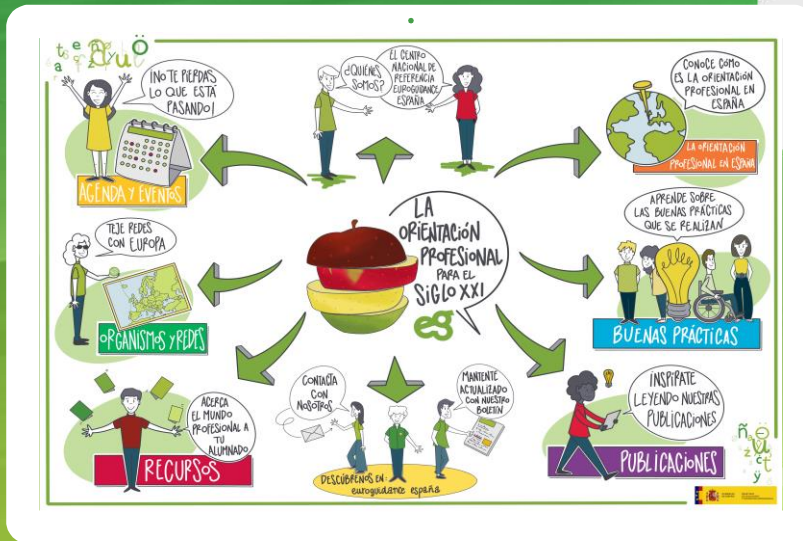 ¡NO TE PIERDAS
LO QUE ESTÁ
PASANDO!
AGENDA Y EVENTOS
¿QUIÉNES
SOMOS?
EL CENTRO
NACIONAL DE
REFERENCIA
EUROGUIDANCE
ESPAÑA
CONOCE CÓMO
ES LA ORIENTACIÓN
PROFESIONAL EN
ESPAÑA
LA ORIENTACIÓN
PROFESIONAL EN ESPAÑA
TEJE REDES
CON EUROPA
ORGANISMOS Y REDES
LA
ORIENTACIÓN
PROFESIONAL
PARA EL
SIGLO XXI
eg
APRENDE SOBRE
LAS BUENAS PRÁCTICAS
QUE SE REALIZAN
BUENAS PRÁCTICAS
ACERCA
EL MUNDO
PROFESIONAL A
TU
ALUMNADO
RECURSOS
CONTACTA
CON
NOSOTROS
MANTENTE
ACTUALIZADO
CON NUESTRO
BOLETÍN
DESCÚBRENOS EN:
euroguidance españa
INSPÍRATE
LEYENDO NUESTRAS
PUBLICACIONES
PUBLICACIONES